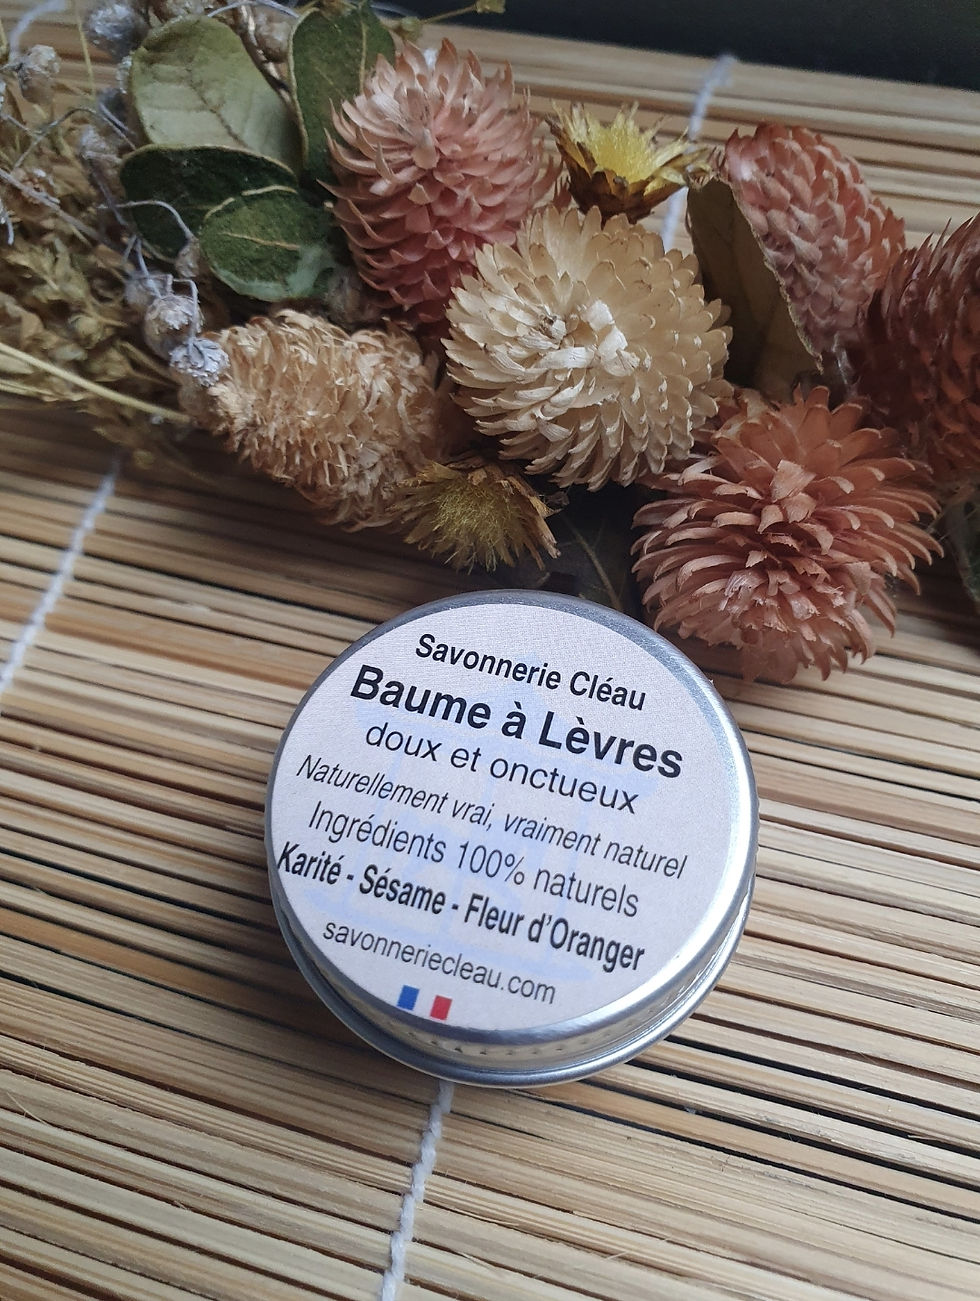 Savonnerie Cléau
Baume à Lèvres
doux et onctueux
Naturellement vrai, vraiment naturel
Ingrédients 100% naturels
Karité - Sésame - Fleur d'Oranger
savonneriecleau.com